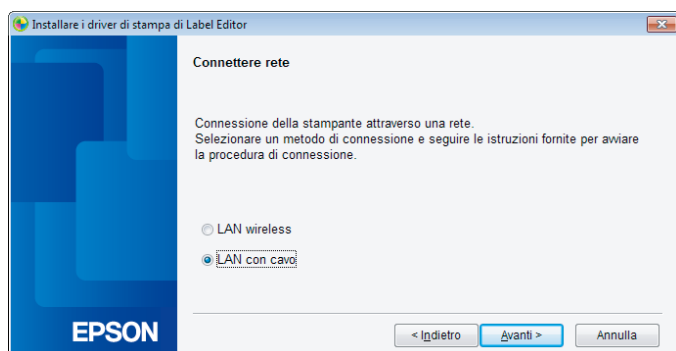 Installare i driver di stampa di Label Editor
Connettere rete
Connessione della stampante attraverso una rete.
Selezionare un metodo di connessione e seguire le istruzioni fornite per avviare
la procedura di connessione.
LAN wireless
LAN con cavo
EPSON
< Indietro
Avanti >
Annulla